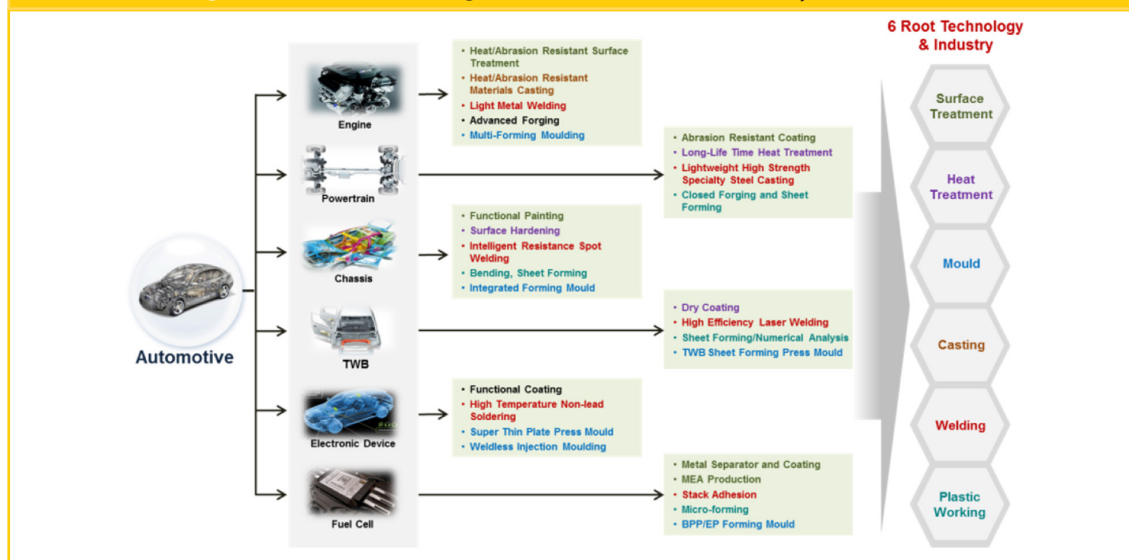 6 Root Technology
& Industry
Automotive
Engine
• Heat/Abrasion Resistant Surface
Treatment
• Heat/Abrasion Resistant
Materials Casting
• Light Metal Welding
• Advanced Forging
• Multi-Forming Moulding
Powertrain
• Abrasion Resistant Coating
• Long-Life Time Heat Treatment
• Lightweight High Strength
Specialty Steel Casting
• Closed Forging and Sheet
Forming
Chassis
• Functional Painting
• Surface Hardening
• Intelligent Resistance Spot
Welding
• Bending, Sheet Forming
• Integrated Forming Mould
TWB
• Dry Coating
• High Efficiency Laser Welding
• Sheet Forming/Numerical Analysis
• TWB Sheet Forming Press Mould
Electronic Device
• Functional Coating
• High Temperature Non-lead
Soldering
• Super Thin Plate Press Mould
• Weldless Injection Moulding
Fuel Cell
• Metal Separator and Coating
• MEA Production
• Stack Adhesion
• Micro-forming
• BPP/EP Forming Mould
Surface
Treatment
Heat
Treatment
Mould
Casting
Welding
Plastic
Working